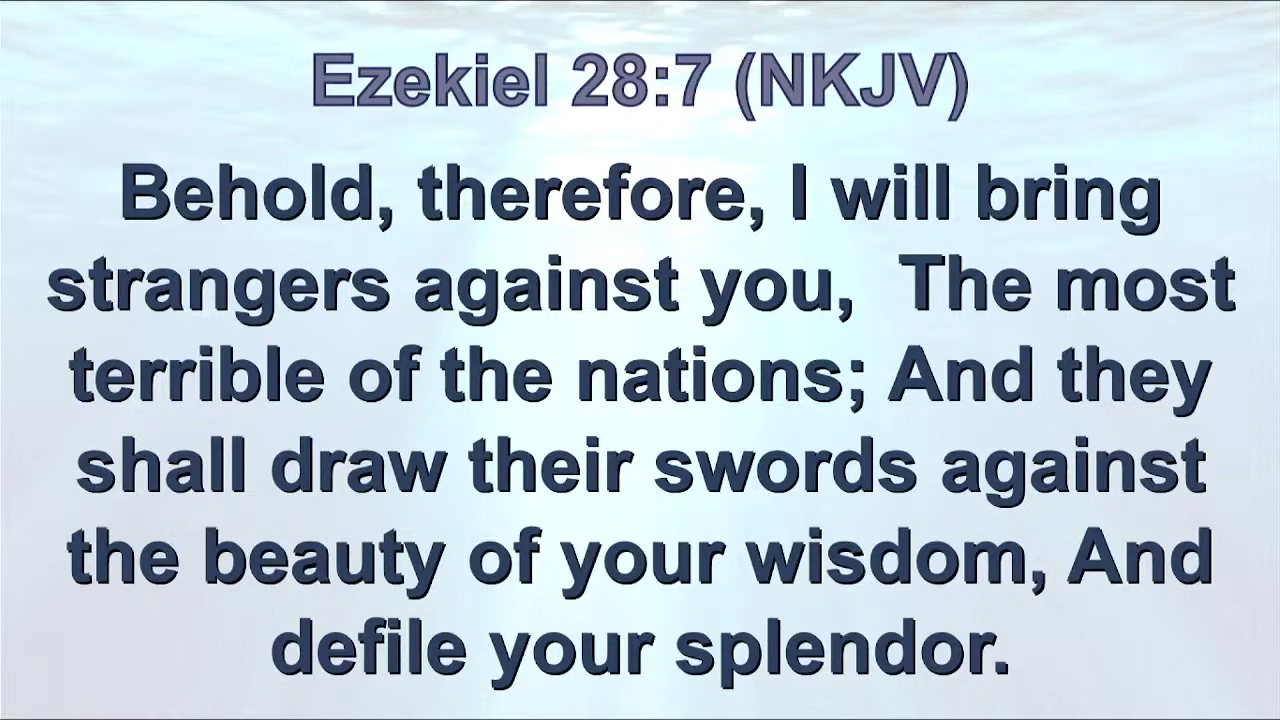 Ezekiel 28:7 (NKJV)
Behold, therefore, I will bring
strangers against you,  The most
terrible of the nations; And they
shall draw their swords against
the beauty of your wisdom, And
defile your splendor.